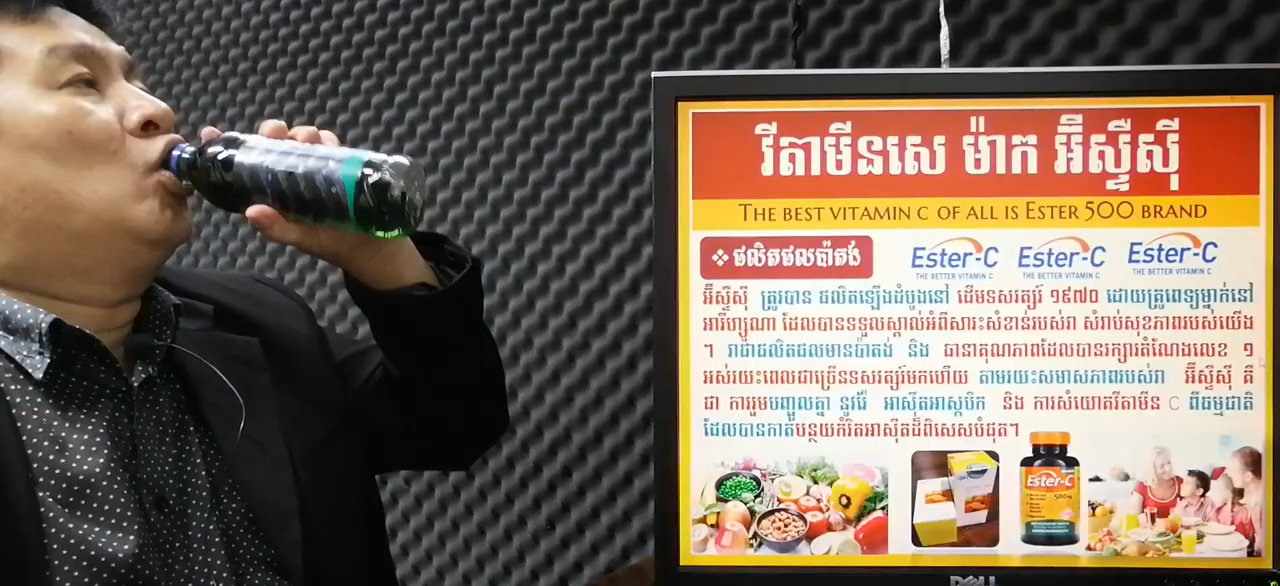 វីតាមីនសេ ម៉ាក អ៊ីស្ទីស៊ី
THE BEST VITAMIN C OF ALL IS ESTER 500 BRAND
❖ ផលិតផលប៉ាតង់
Ester-C Ester-C Ester-C
THE BETTER VITAMIN C THE BETTER VITAMIN C THE BETTER VITAMIN C
អ៊ីស្ទីស៊ី ត្រូវបាន ផលិតឡើងដំបូងនៅ ដើមទសវត្សរ៍ ១៩៧០ ដោយគ្រូពេទ្យម្នាក់នៅ
អារីហ្សូណា ដែលបានទទួលស្គាល់អំពីសារះសំខាន់របស់វា សំរាប់សុខភាពរបស់យើង
។ វាជាផលិតផលមានប៉ាតង់ និង ធានាគុណភាពដែលបានរក្សាតំណែងលេខ ១
អស់រយះពេលជាច្រើនទសវត្សរ៍មកហើយ តាមរយះសមាសភាពរបស់វា អ៊ីស្ទីស៊ី គឺ
ជា ការរួមបញ្ចូលគ្នា នូវរ៉ែ អាស៊ីតអាស្កូប៊ិក និង ការសំយោគវីតាមីន C ពីធម្មជាតិ
ដែលបានកាត់បន្ថយកំរិតអាស៊ីតដ៏ពិសេសបំផុត។
Ester-C
500mg
DELL